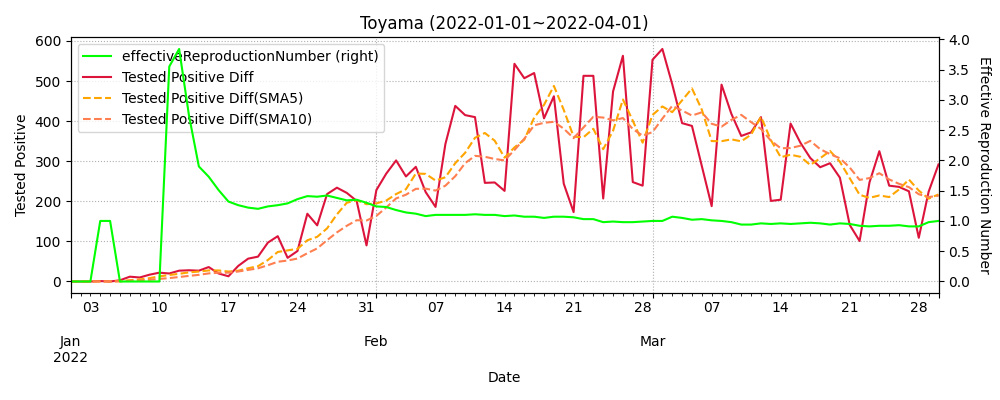 Toyama (2022-01-01~2022-04-01)
effectiveReproductionNumber (right)
Tested Positive Diff
Tested Positive Diff(SMA5)
Tested Positive Diff(SMA10)
Tested Positive
600
500
400
300
200
100
0
4.0
3.5
3.0
2.5
2.0
1.5
1.0
0.5
0.0
Effective Reproduction Number
03 10 17 24 31 07 14 21 28 07 14 21 28
Jan Feb Mar
2022
Date